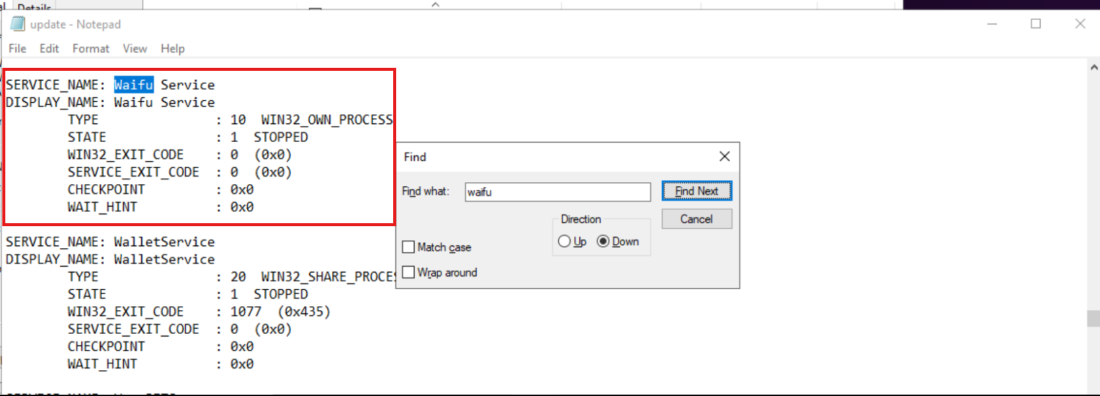 Details
update - Notepad
File Edit Format View Help
SERVICE_NAME: Waifu Service
DISPLAY_NAME: Waifu Service
TYPE : 10 WIN32_OWN_PROCESS
STATE : 1 STOPPED
WIN32_EXIT_CODE : 0 (0x0)
SERVICE_EXIT_CODE : 0 (0x0)
CHECKPOINT : 0x0
WAIT_HINT : 0x0
SERVICE_NAME: WalletService
DISPLAY_NAME: WalletService
TYPE : 20 WIN32_SHARE_PROCES
STATE : 1 STOPPED
WIN32_EXIT_CODE : 1077 (0x435)
SERVICE_EXIT_CODE : 0 (0x0)
CHECKPOINT : 0x0
WAIT_HINT : 0x0
Find
Find what: waifu
Find Next
Direction
Cancel
Up Down
Match case
Wrap around